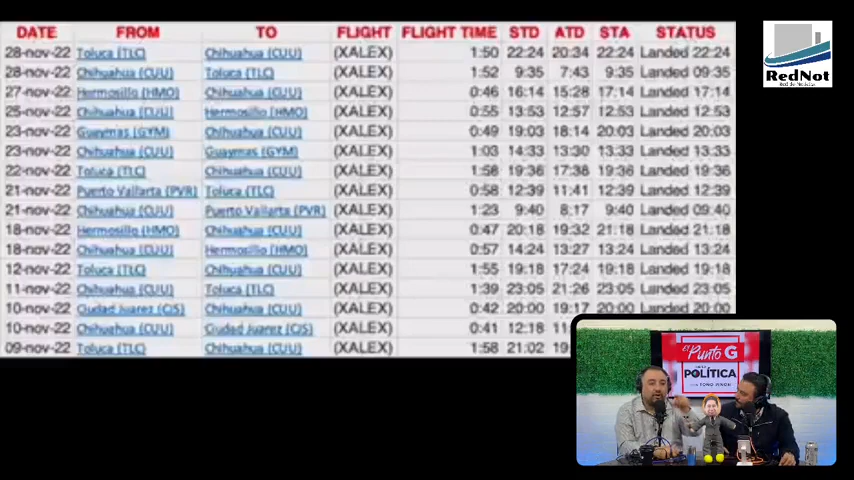 DATE FROM TO FLIGHT FLIGHT TIME STD ATD STA STATUS
28-nov-22 Toluca (TLC) Chihuahua (CUU) (XALEX) 1:50 22:24 20:34 22:24 Landed 22:24
28-nov-22 Chihuahua (CUU) Toluca (TLC) (XALEX) 1:52 9:35 7:43 9:35 Landed 09:35
27-nov-22 Hermosillo (HMO) Chihuahua (CUU) (XALEX) 0:46 16:14 15:28 17:14 Landed 17:14
25-nov-22 Chihuahua (CUU) Hermosillo (HMO) (XALEX) 0:55 13:53 12:57 12:53 Landed 12:53
23-nov-22 Guaymas (GYM) Chihuahua (CUU) (XALEX) 0:49 19:03 18:14 20:03 Landed 20:03
23-nov-22 Chihuahua (CUU) Guaymas (GYM) (XALEX) 1:03 14:33 13:30 13:33 Landed 13:33
22-nov-22 Toluca (TLC) Chihuahua (CUU) (XALEX) 1:58 19:36 17:38 19:36 Landed 19:36
21-nov-22 Puerto Vallarta (PVR) Toluca (TLC) (XALEX) 0:58 12:39 11:41 12:39 Landed 12:39
21-nov-22 Chihuahua (CUU) Puerto Vallarta (PVR) (XALEX) 1:23 9:40 8:17 9:40 Landed 09:40
18-nov-22 Hermosillo (HMO) Chihuahua (CUU) (XALEX) 0:47 20:18 19:32 21:18 Landed 21:18
18-nov-22 Chihuahua (CUU) Hermosillo (HMO) (XALEX) 0:57 14:24 13:27 13:24 Landed 13:24
12-nov-22 Toluca (TLC) Chihuahua (CUU) (XALEX) 1:55 19:18 17:24 19:18 Landed 19:18
11-nov-22 Chihuahua (CUU) Toluca (TLC) (XALEX) 1:39 23:05 21:26 23:05 Landed 23:05
10-nov-22 Ciudad Juarez (CJS) Chihuahua (CUU) (XALEX) 0:42 20:00 19:17 20:00 Landed 20:00
10-nov-22 Chihuahua (CUU) Ciudad Juarez (CJS) (XALEX) 0:41 12:18
09-nov-22 Toluca (TLC) Chihuahua (CUU) (XALEX) 1:58 21:02
RedNot
Red de Noticias
El Punto G
POLÍTICA